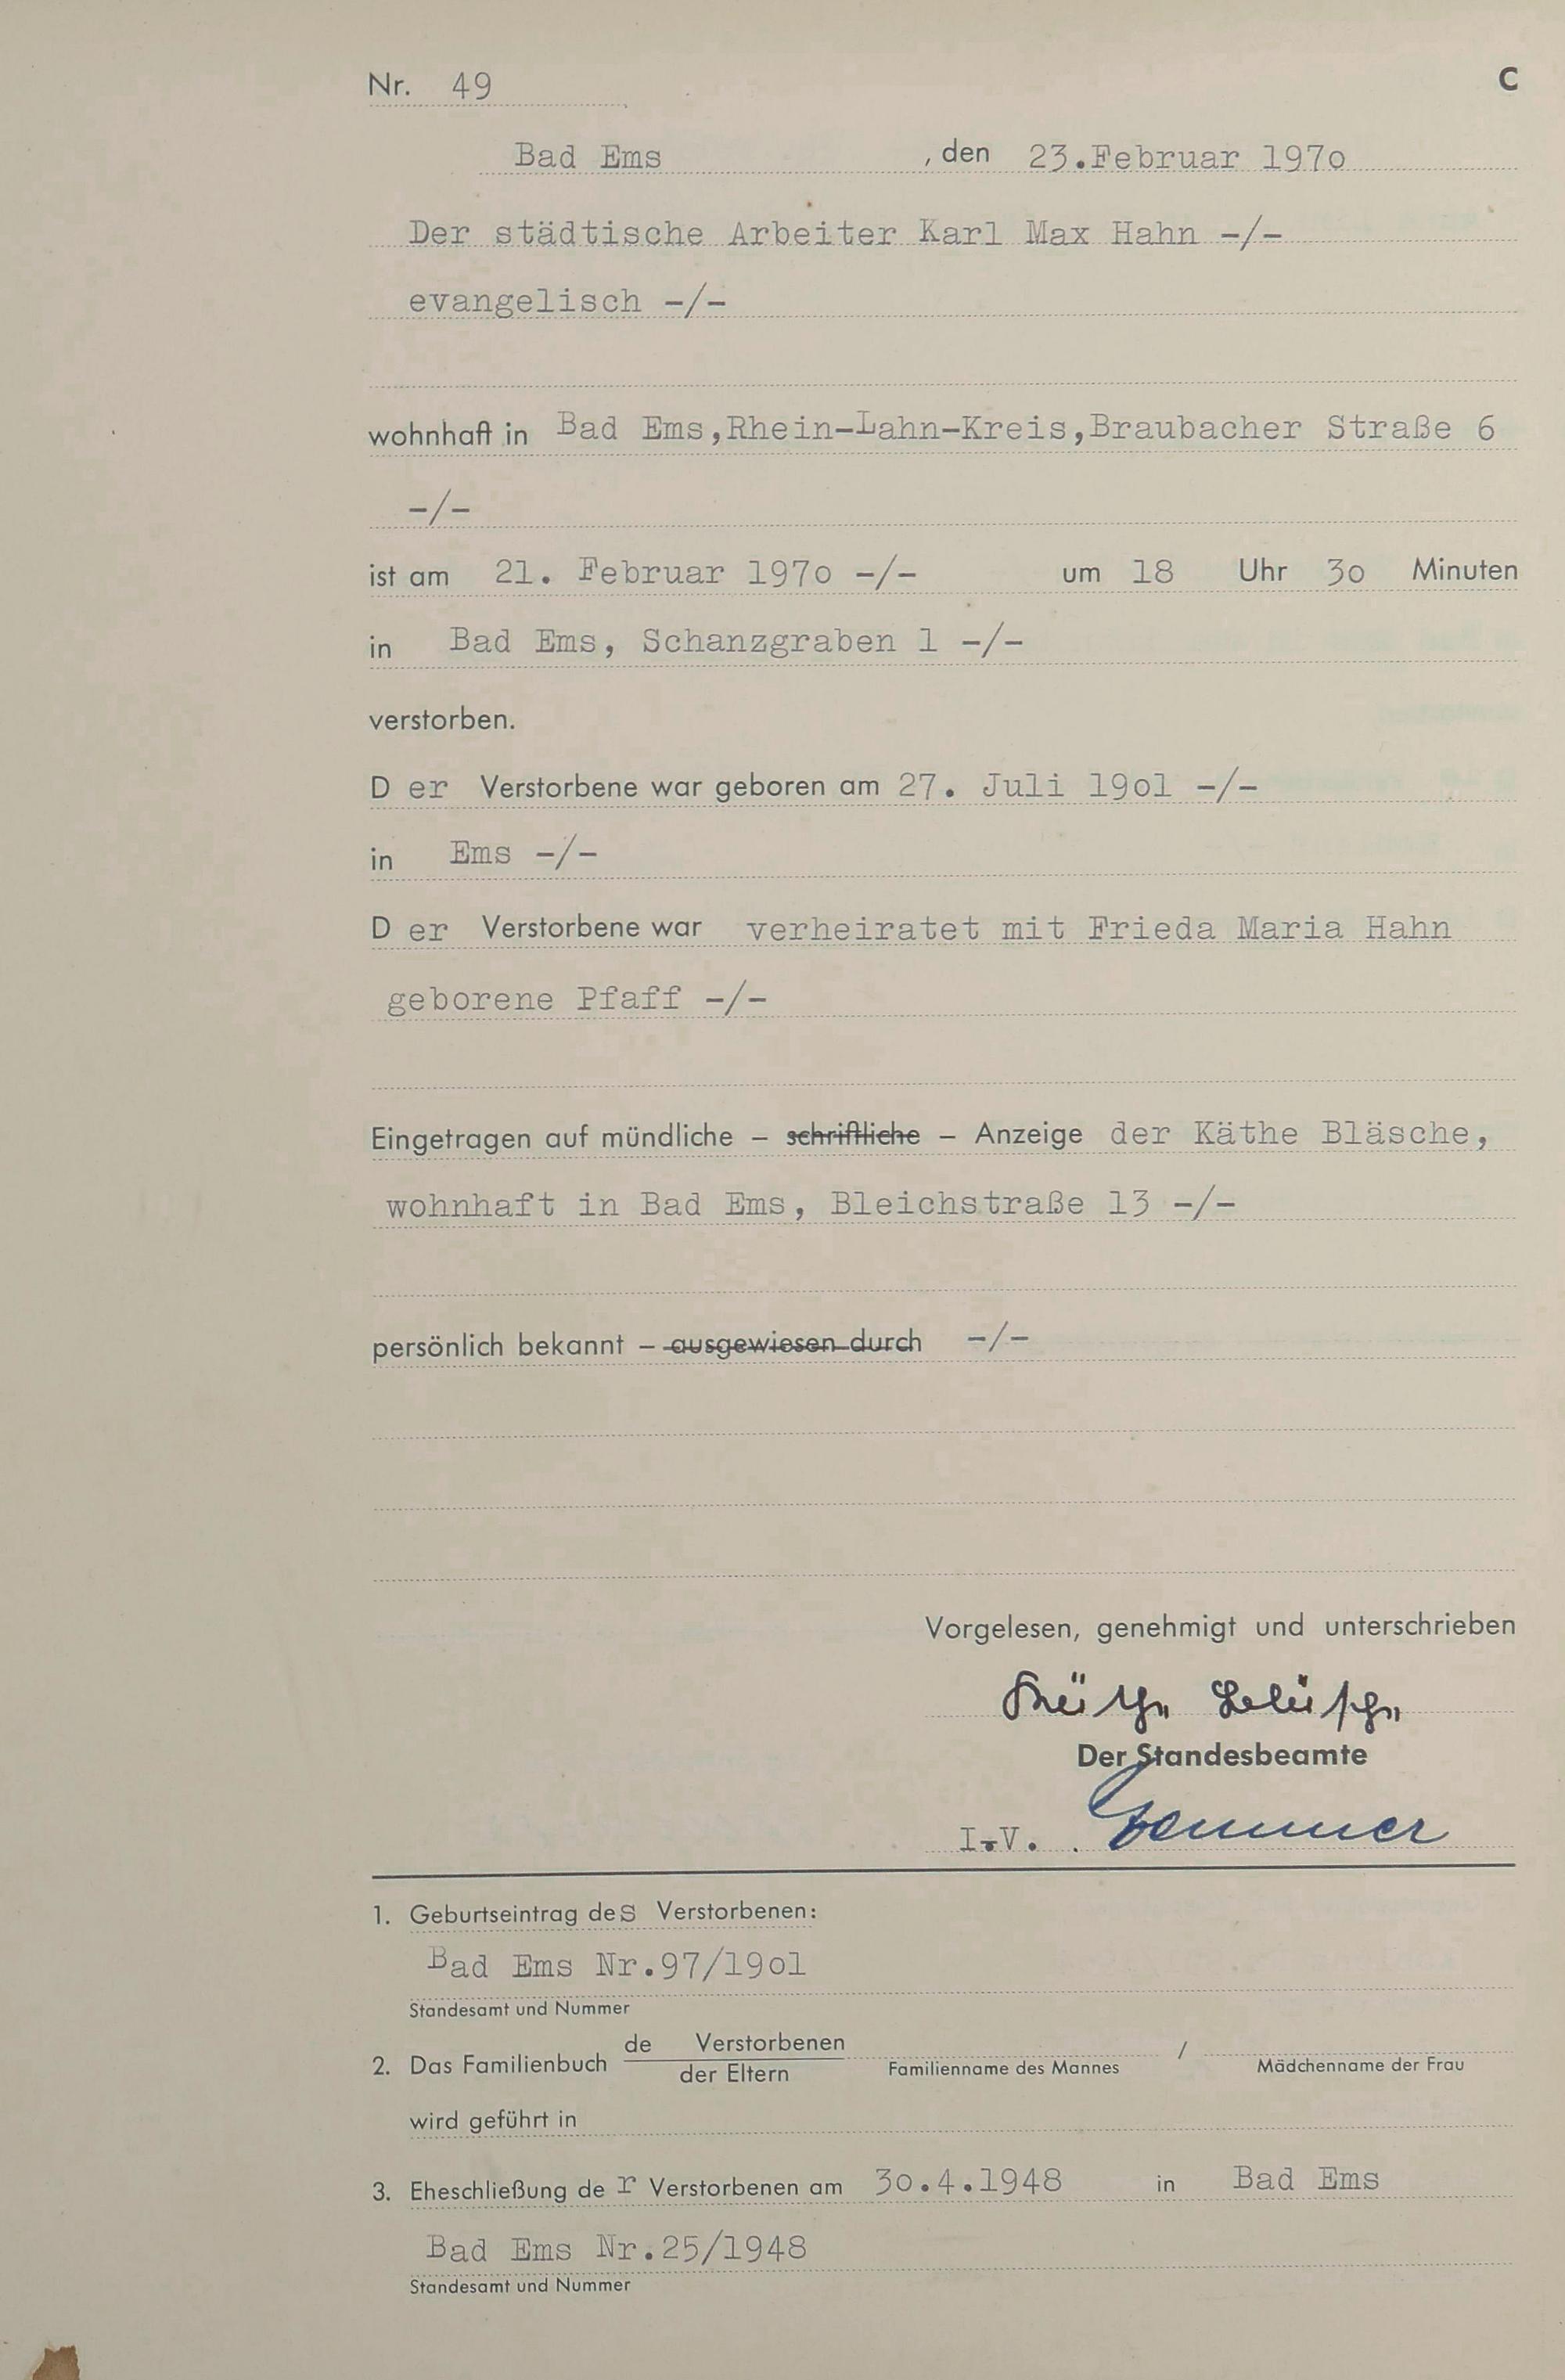 Nr. 49 C
Bad Ems , den 23.Februar 197o
Der städtische Arbeiter Karl Max Hahn -/-
evangelisch -/-
wohnhaft in Bad Ems,Rhein-Lahn-Kreis,Braubacher Straße 6
-/-
ist am 21. Februar 197o -/- um 18 Uhr 3o Minuten
in Bad Ems, Schanzgraben 1 -/-
verstorben.
D er Verstorbene war geboren am 27. Juli 19o1 -/-
in Ems -/-
D er Verstorbene war verheiratet mit Frieda Maria Hahn
geborene Pfaff -/-
Eingetragen auf mündliche – schriftliche – Anzeige der Käthe Bläsche,
wohnhaft in Bad Ems, Bleichstraße 13 -/-
persönlich bekannt – ausgewiesen durch -/-
Vorgelesen, genehmigt und unterschrieben
Käthe Bläsche
Der Standesbeamte
I.V.
1. Geburtseintrag des Verstorbenen:
Bad Ems Nr.97/19o1
Standesamt und Nummer
2. Das Familienbuch de Verstorbenen / 
der Eltern Familienname des Mannes Mädchenname der Frau
wird geführt in
3. Eheschließung de r Verstorbenen am 3o.4.1948 in Bad Ems
Bad Ems Nr.25/1948
Standesamt und Nummer